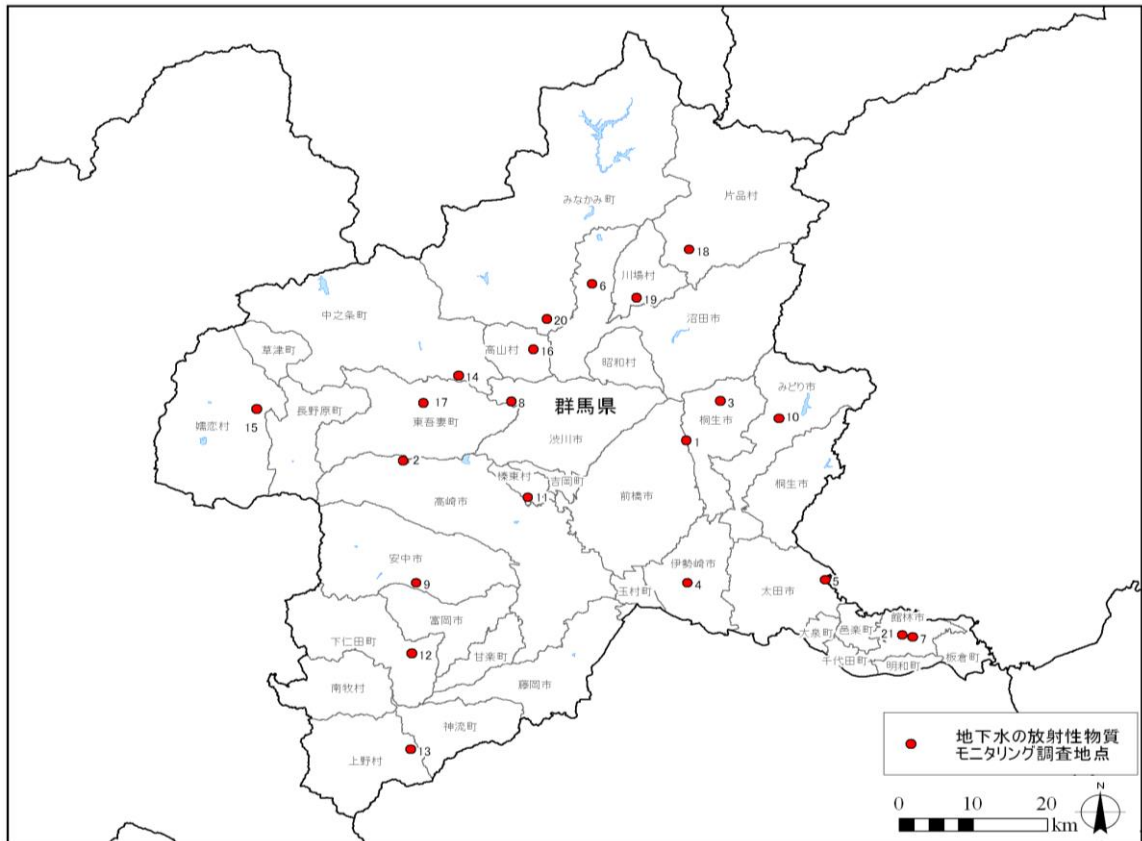 みなかみ町
片品村
18
川場村
6
19
中之条町
沼田市
20
高山村
16
昭和村
草津町
14
みどり市
長野原町
17
8
群馬県
3
桐生市
10
嬬恋村
15
東吾妻町
渋川市
1
2
榛東村
吉岡町
11
前橋市
桐生市
高崎市
安中市
9
伊勢崎市
4
太田市
5
玉村町
富岡市
館林市
下仁田町
大泉町
邑楽町
21
7
12
甘楽町
千代田町
明和町
板倉町
南牧村
藤岡市
神流町
13
上野村
地下水の放射性物質
モニタリング調査地点
N
0 10 20
km